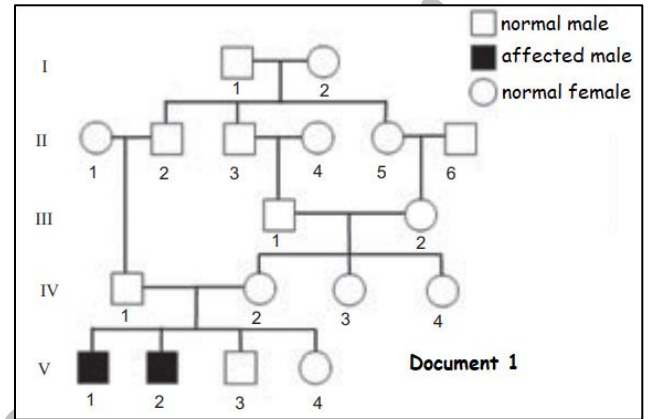 normal male
affected male
normal female
I
1 2
II
1 2 3 4 5 6
III
1 2
IV
1 2 3 4
V
1 2 3 4
Document 1